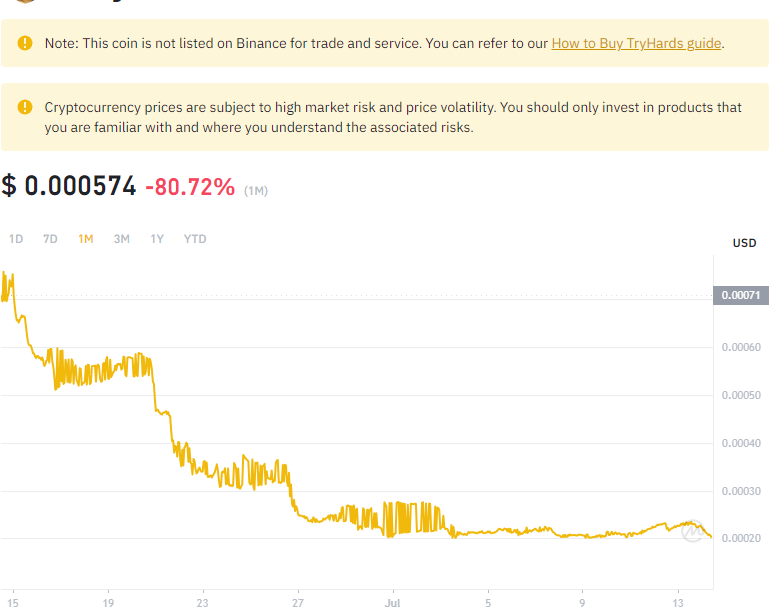 Note: This coin is not listed on Binance for trade and service. You can refer to our How to Buy TryHards guide.
Cryptocurrency prices are subject to high market risk and price volatility. You should only invest in products that
you are familiar with and where you understand the associated risks.
$ 0.000574 -80.72% (1M)
1D 7D 1M 3M 1Y YTD
USD
0.00071
0.00060
0.00050
0.00040
0.00030
0.00020
15 19 23 27 Jul 5 9 13